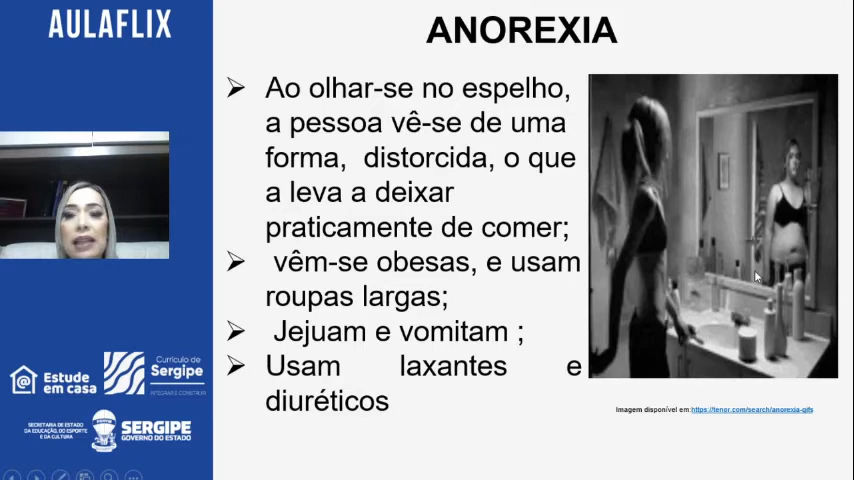 AULAFLIX
ANOREXIA
➢ Ao olhar-se no espelho,
a pessoa vê-se de uma
forma, distorcida, o que
a leva a deixar
praticamente de comer;
➢ vêm-se obesas, e usam
roupas largas;
➢ Jejuam e vomitam ;
➢ Usam laxantes e
diuréticos
Imagem disponível em:https://tenor.com/search/anorexia-gifs
Estude
em casa
Currículo de
Sergipe
INTEGRAR E CONSTRUIR
SECRETARIA DE ESTADO
DA EDUCAÇÃO, DO ESPORTE
E DA CULTURA
SERGIPE
GOVERNO DO ESTADO